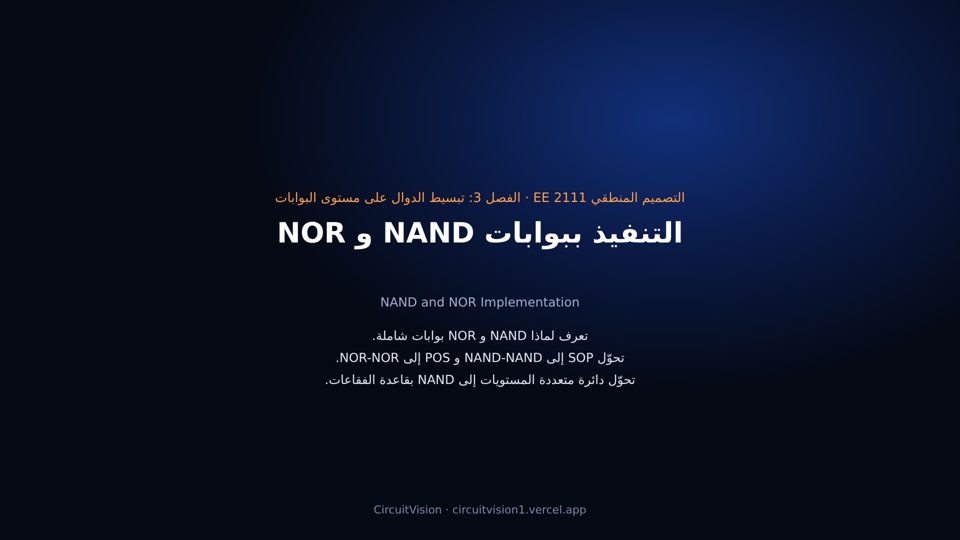 التصميم المنطقي EE 2111 · الفصل 3: تبسيط الدوال على مستوى البوابات
التنفيذ ببوابات NAND و NOR
NAND and NOR Implementation
تعرف لماذا NAND و NOR بوابات شاملة.
تحوّل SOP إلى NAND-NAND و POS إلى NOR-NOR.
تحوّل دائرة متعددة المستويات إلى NAND بقاعدة الفقاعات.
CircuitVision · circuitvision1.vercel.app